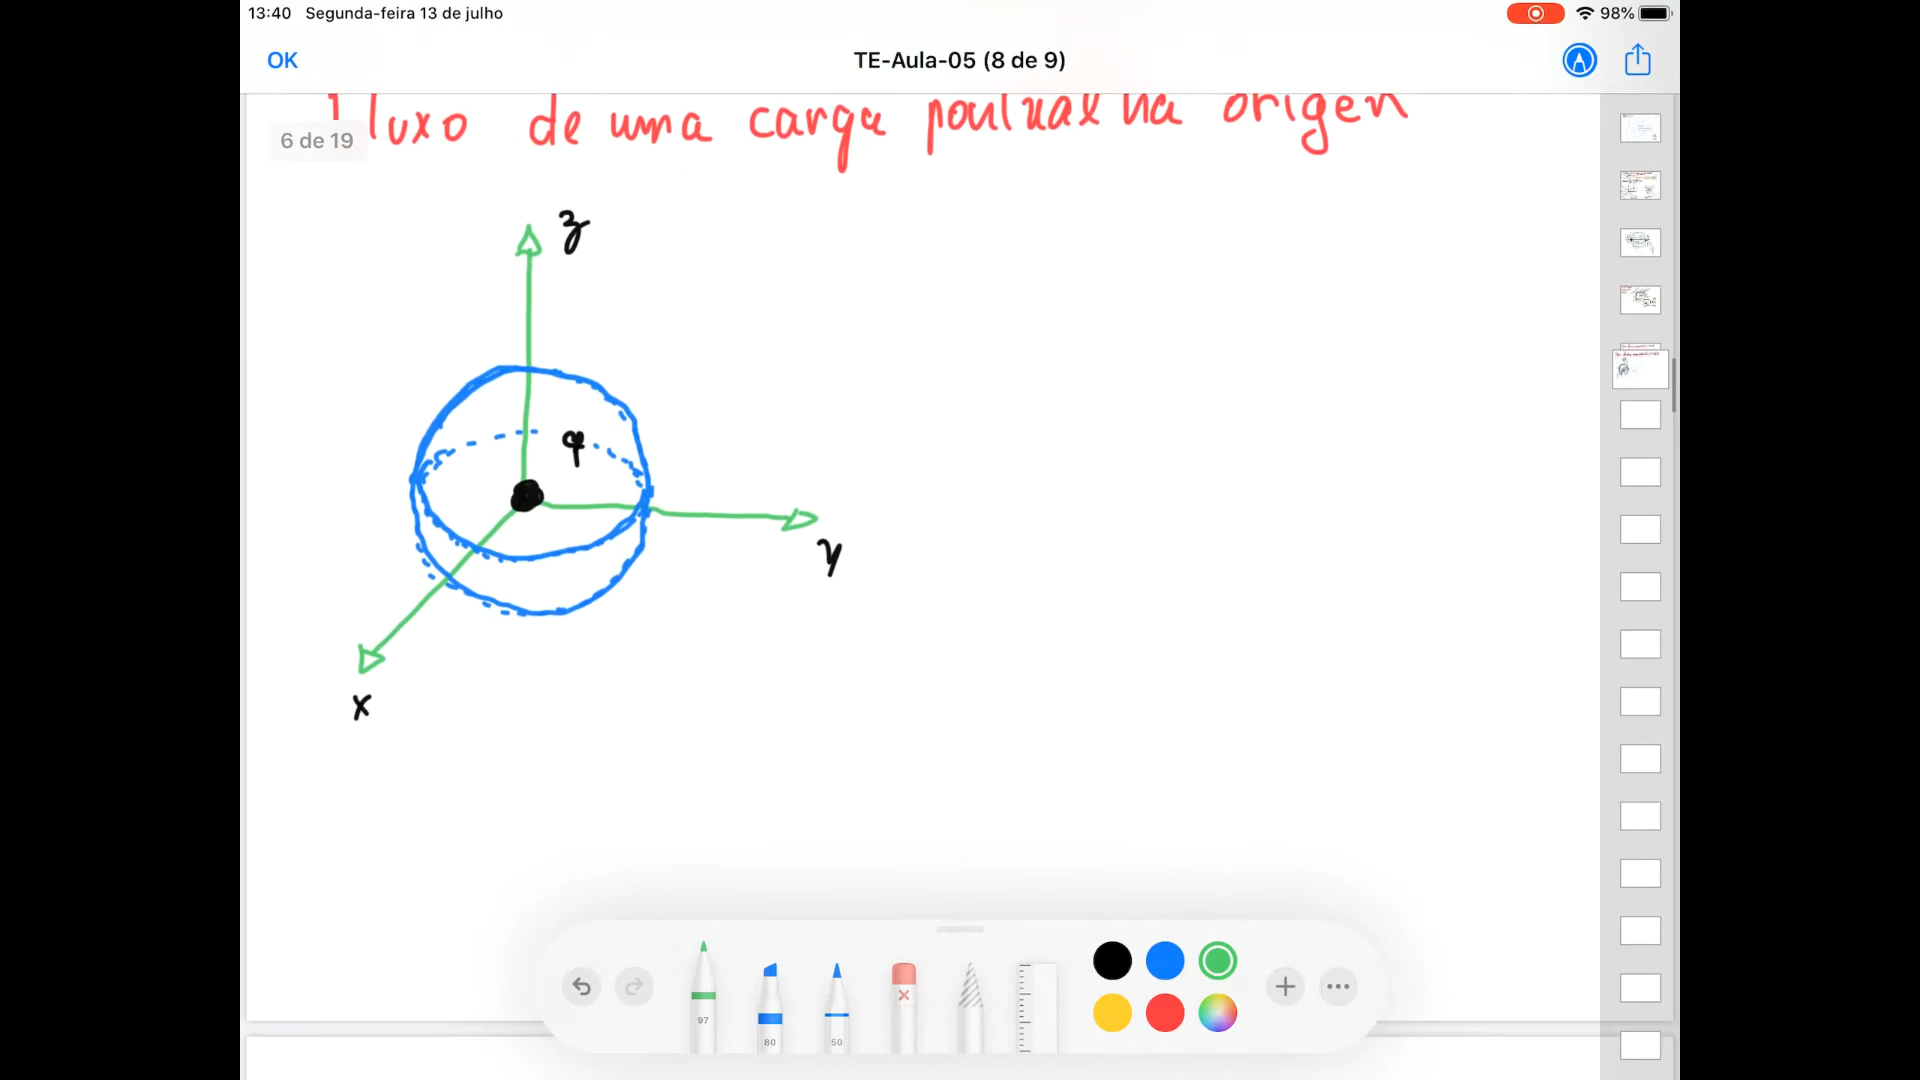 13:40 Segunda-feira 13 de julho
98%
OK
TE-Aula-05 (8 de 9)
Fluxo de uma carga pontual na origem
6 de 19
z
q
y
x
97
80
50